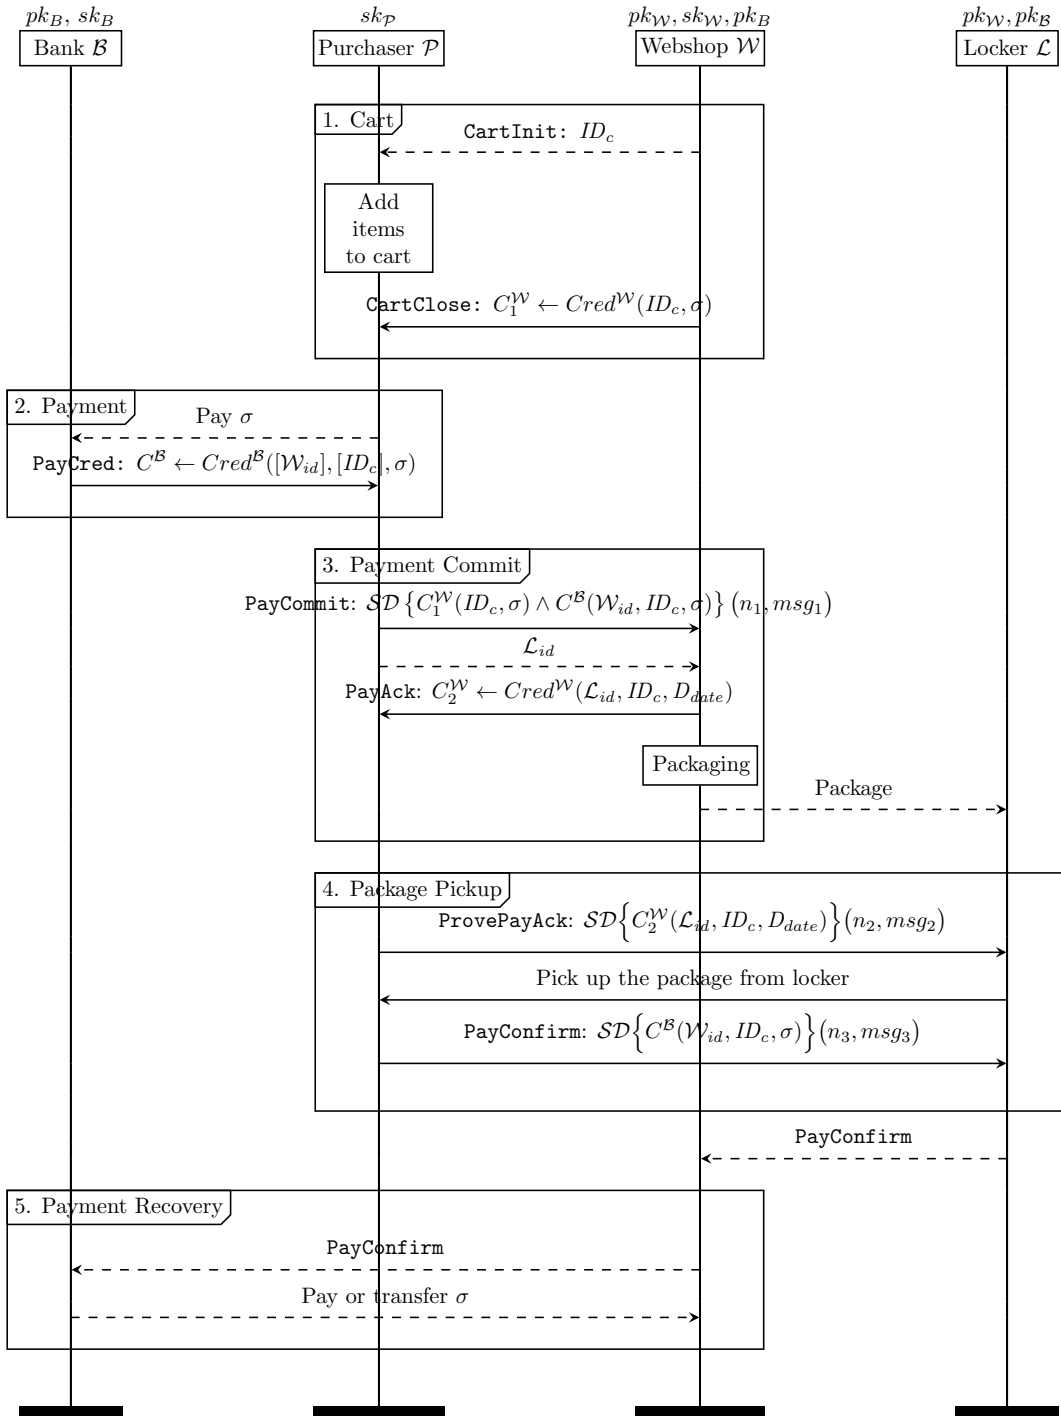 pk_B, sk_B
sk_𝒫
pk_𝒲, sk_𝒲, pk_B
pk_𝒲, pk_ℬ
Bank ℬ
Purchaser 𝒫
Webshop 𝒲
Locker ℒ
1. Cart
CartInit: ID_c
Add
items
to cart
CartClose: C_1^𝒲 ← Cred^𝒲(ID_c, σ)
2. Payment
Pay σ
PayCred: C^ℬ ← Cred^ℬ([𝒲_id], [ID_c], σ)
3. Payment Commit
PayCommit: 𝒮𝒟{C_1^𝒲(ID_c, σ) ∧ C^ℬ(𝒲_id, ID_c, σ)}(n_1, msg_1)
ℒ_id
PayAck: C_2^𝒲 ← Cred^𝒲(ℒ_id, ID_c, D_date)
Packaging
Package
4. Package Pickup
ProvePayAck: 𝒮𝒟{C_2^𝒲(ℒ_id, ID_c, D_date)}(n_2, msg_2)
Pick up the package from locker
PayConfirm: 𝒮𝒟{C^ℬ(𝒲_id, ID_c, σ)}(n_3, msg_3)
PayConfirm
5. Payment Recovery
PayConfirm
Pay or transfer σ